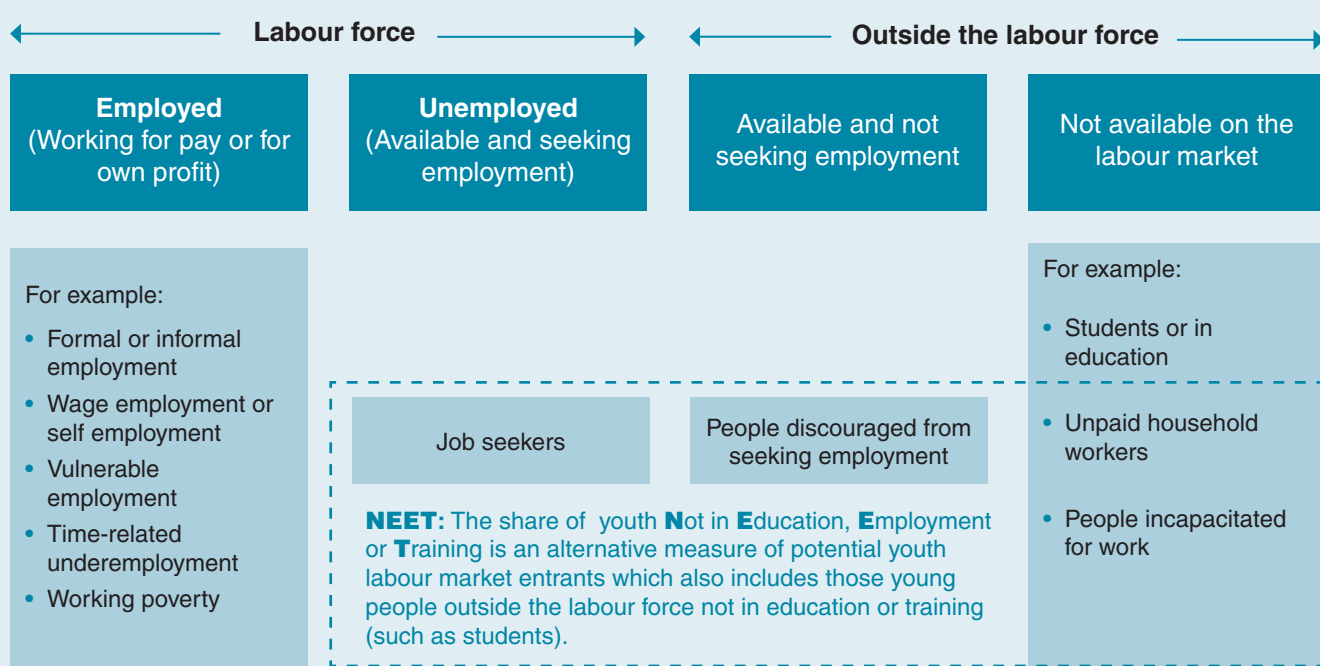 Labour force
Outside the labour force
Employed
(Working for pay or for
own profit)
Unemployed
(Available and seeking
employment)
Available and not
seeking employment
Not available on the
labour market
For example:
• Formal or informal
employment
• Wage employment or
self employment
• Vulnerable
employment
• Time-related
underemployment
• Working poverty
Job seekers
People discouraged from
seeking employment
NEET: The share of youth Not in Education, Employment
or Training is an alternative measure of potential youth
labour market entrants which also includes those young
people outside the labour force not in education or training
(such as students).
For example:
• Students or in
education
• Unpaid household
workers
• People incapacitated
for work